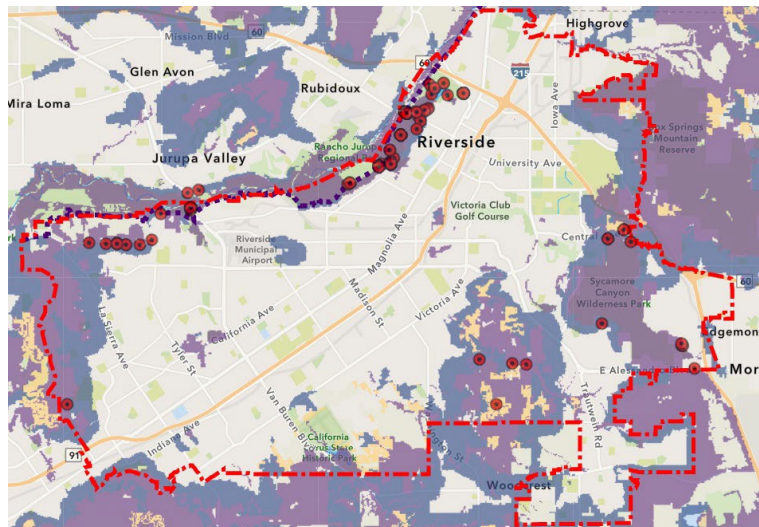 Highgrove
Mission Blvd
60
60
215
Glen Avon
Rubidoux
Mira Loma
Iowa Ave
Springs
Mountain
Reserve
Riverside
Rancho Jurupa
Regional
Jurupa Valley
University Ave
Victoria Club
Golf Course
Riverside
Municipal
Airport
Magnolia Ave
Central
Sycamore
Canyon
Wilderness Park
60
Madison St
Victoria Ave
La Sierra Ave
California Ave
Tyler St
Edgemon
E Alessandro Bl
Mor
Trautwein Rd
Van Buren Blvd
Indiana Ave
California
Citrus State
Historic Park
91
Woodcrest